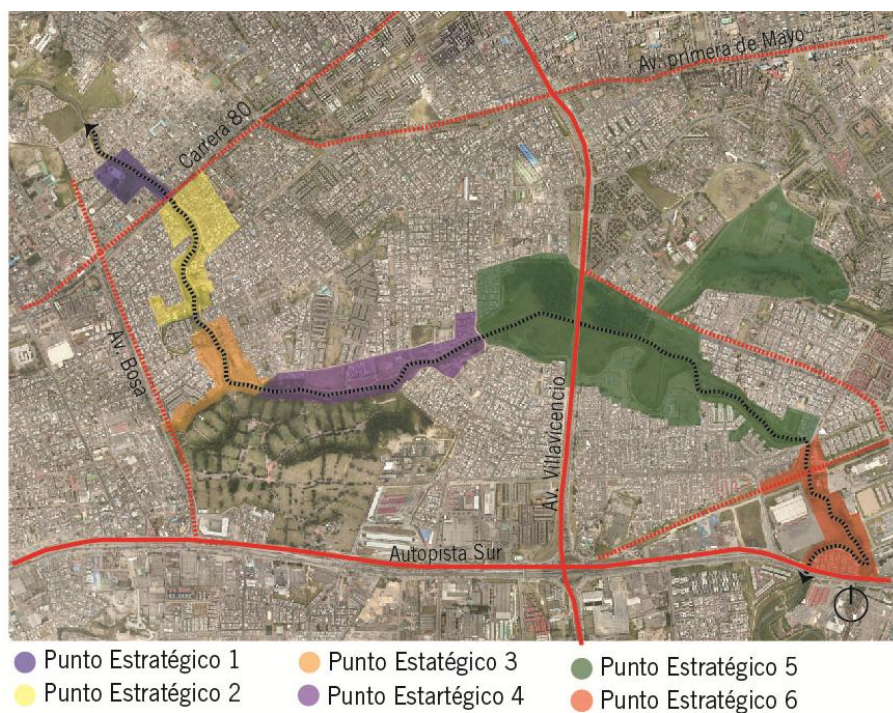 Av. primera de Mayo
Carrera 80
Av. Bosa
Av. Villavicencio
Autopista Sur
Punto Estratégico 1
Punto Estatégico 3
Punto Estratégico 5
Punto Estratégico 2
Punto Estartégico 4
Punto Estratégico 6